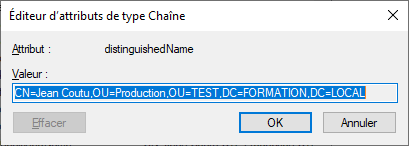 Éditeur d'attributs de type Chaîne
Attribut : distinguishedName
Valeur :
CN=Jean Coutu,OU=Production,OU=TEST,DC=FORMATION,DC=LOCAL
Effacer OK Annuler